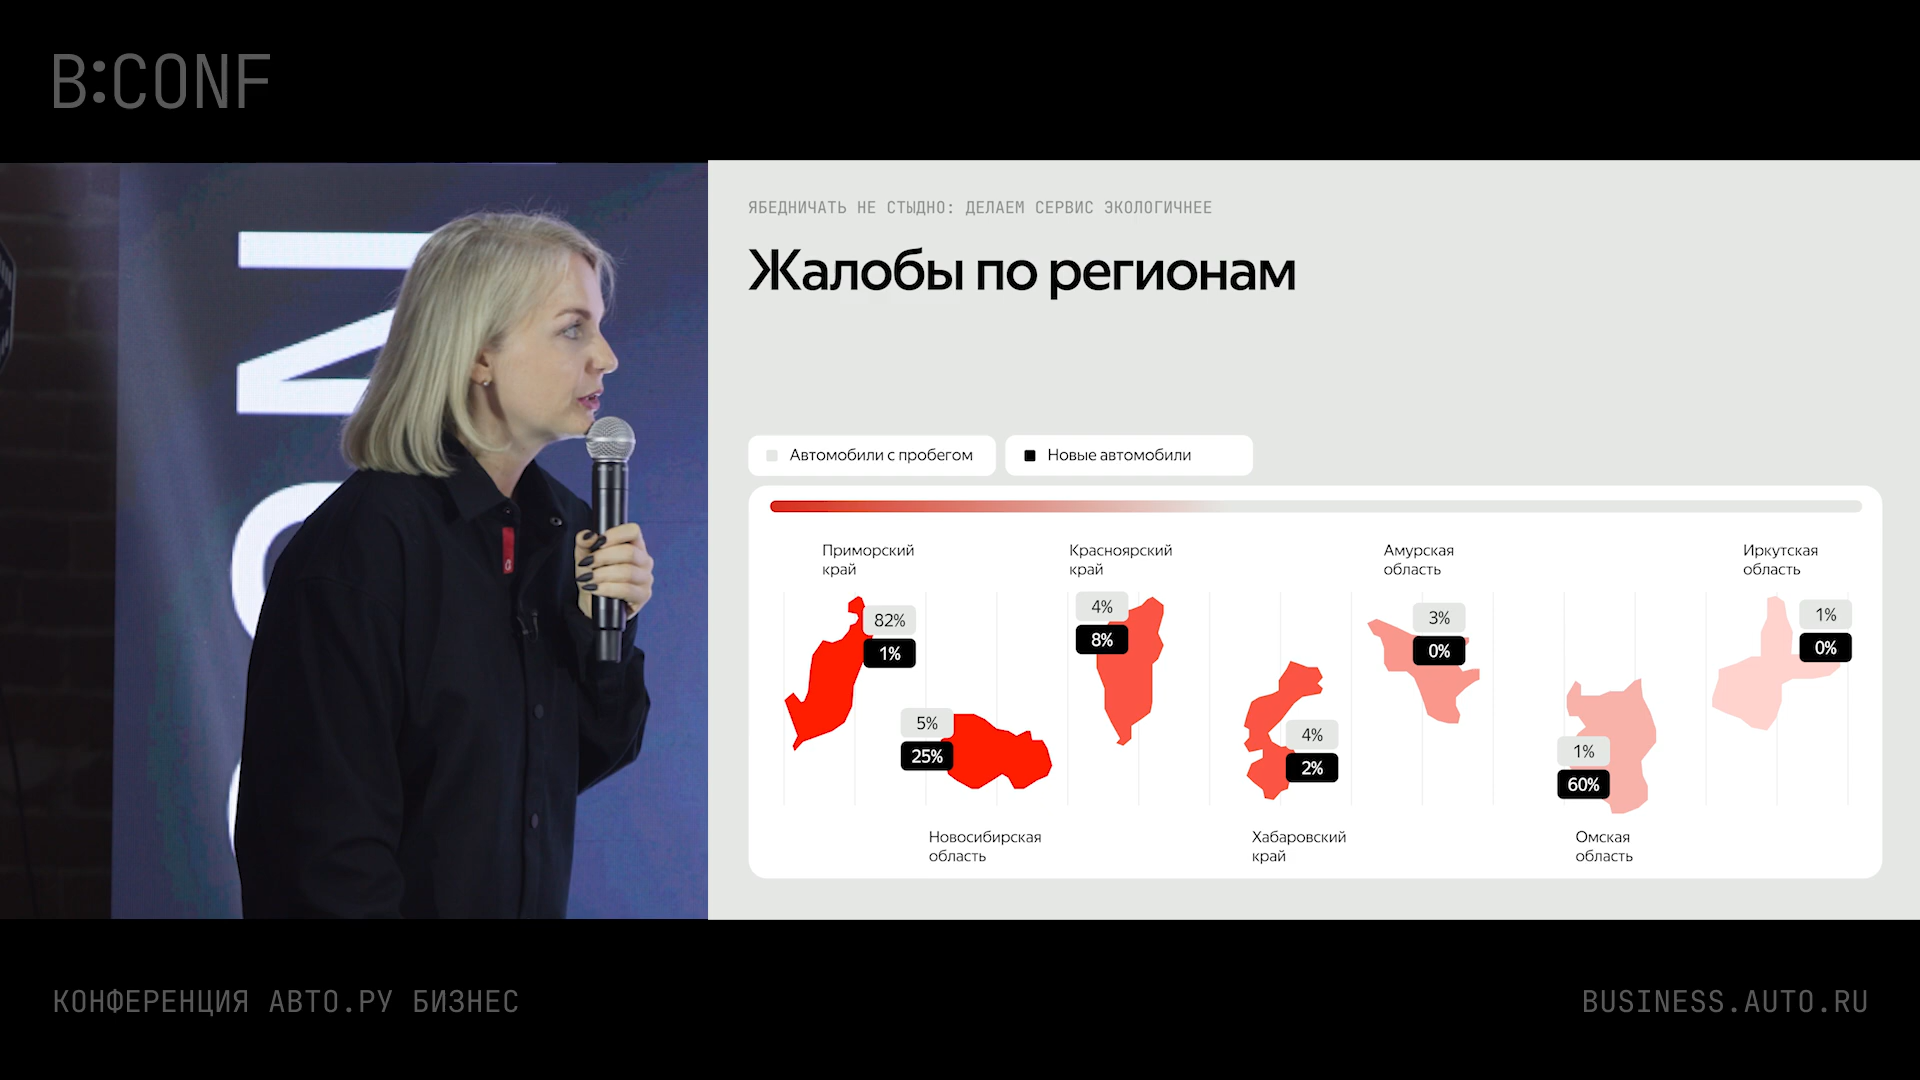 B:CONF
ЯБЕДНИЧАТЬ НЕ СТЫДНО: ДЕЛАЕМ СЕРВИС ЭКОЛОГИЧНЕЕ
Жалобы по регионам
Автомобили с пробегом
Новые автомобили
Приморский
край
82%
1%
Новосибирская
область
5%
25%
Красноярский
край
4%
8%
Хабаровский
край
4%
2%
Амурская
область
3%
0%
Омская
область
1%
60%
Иркутская
область
1%
0%
КОНФЕРЕНЦИЯ АВТО.РУ БИЗНЕС
BUSINESS.AUTO.RU